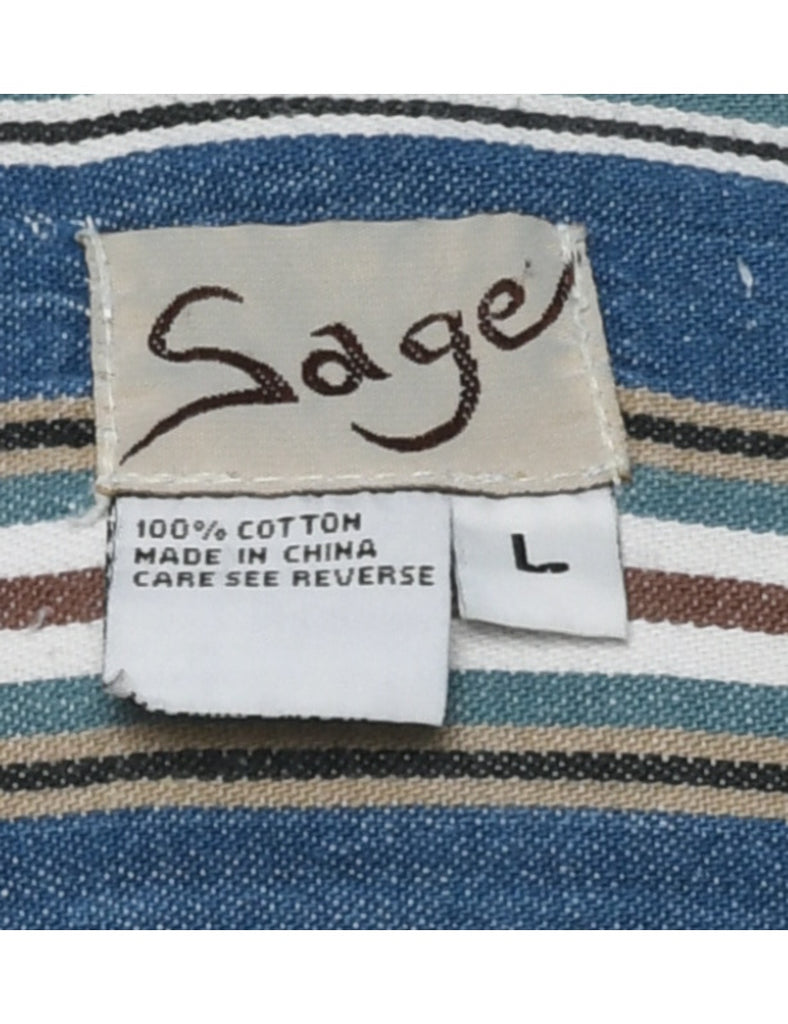 Sage
100% COTTON
MADE IN CHINA
CARE SEE REVERSE
L